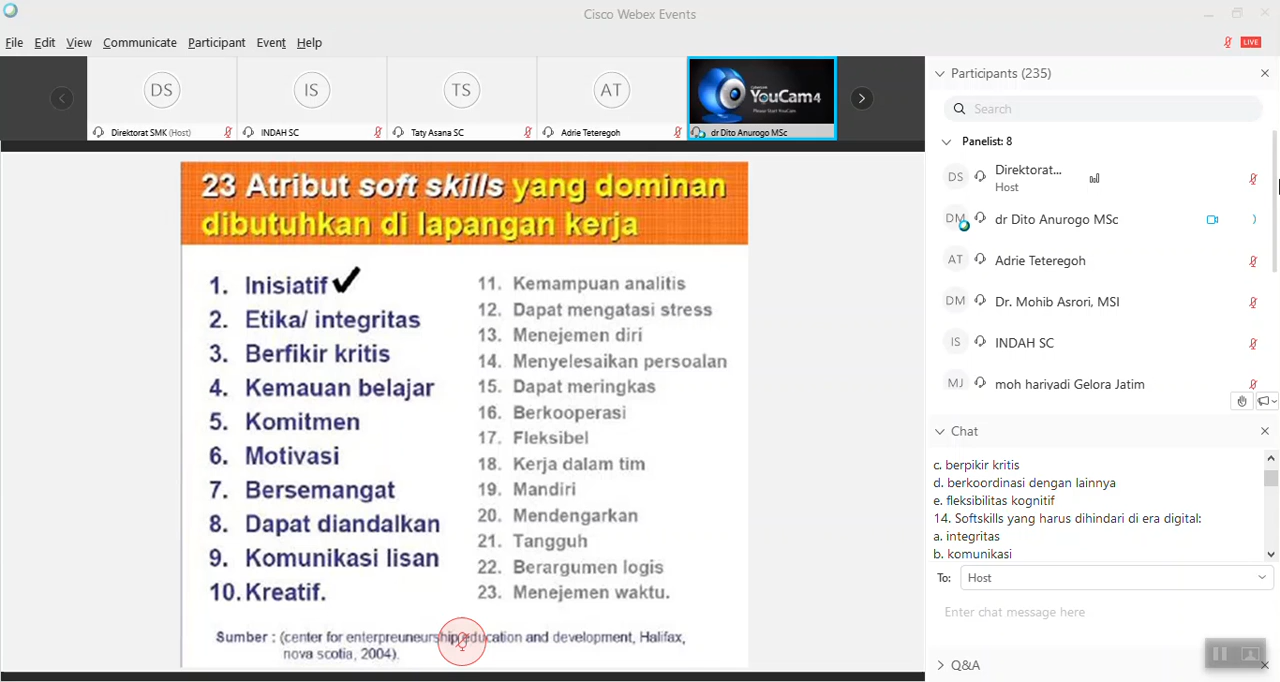 Cisco Webex Events
File Edit View Communicate Participant Event Help
LIVE
DS
IS
TS
AT
YouCam4
Direktorat SMK (Host)
INDAH SC
Taty Asana SC
Adrie Teteregoh
dr Dito Anurogo MSc
23 Atribut soft skills yang dominan
dibutuhkan di lapangan kerja
1. Inisiatif
2. Etika/ integritas
3. Berfikir kritis
4. Kemauan belajar
5. Komitmen
6. Motivasi
7. Bersemangat
8. Dapat diandalkan
9. Komunikasi lisan
10. Kreatif.
11. Kemampuan analitis
12. Dapat mengatasi stress
13. Menejemen diri
14. Menyelesaikan persoalan
15. Dapat meringkas
16. Berkooperasi
17. Fleksibel
18. Kerja dalam tim
19. Mandiri
20. Mendengarkan
21. Tangguh
22. Berargumen logis
23. Menejemen waktu.
Sumber : (center for enterpreuneurship education and development, Halifax,
nova scotia, 2004).
Participants (235)
Search
Panelist: 8
DS Direktorat...
Host
DM dr Dito Anurogo MSc
AT Adrie Teteregoh
DM Dr. Mohib Asrori, MSI
IS INDAH SC
MJ moh hariyadi Gelora Jatim
Chat
c. berpikir kritis
d. berkoordinasi dengan lainnya
e. fleksibilitas kognitif
14. Softskills yang harus dihindari di era digital:
a. integritas
b. komunikasi
To: Host
Enter chat message here
Q&A